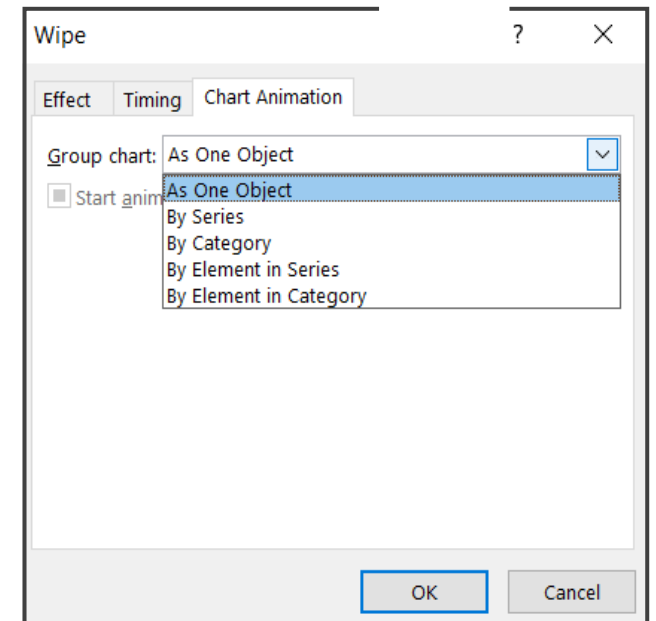 Wipe ?
Effect Timing Chart Animation
Group chart: As One Object
Start anim
As One Object
By Series
By Category
By Element in Series
By Element in Category
OK Cancel